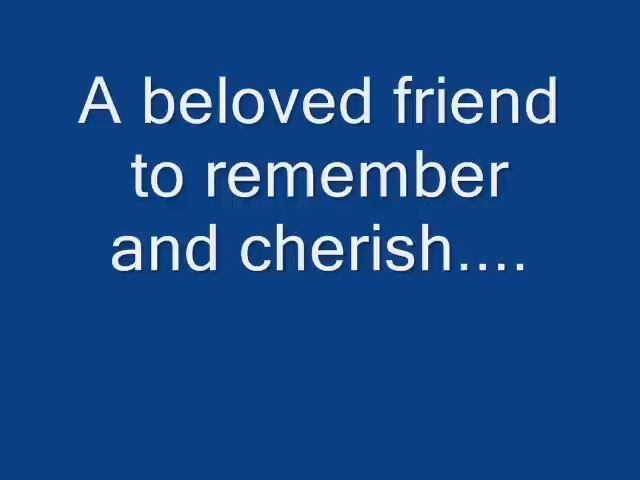 A beloved friend
to remember
and cherish....